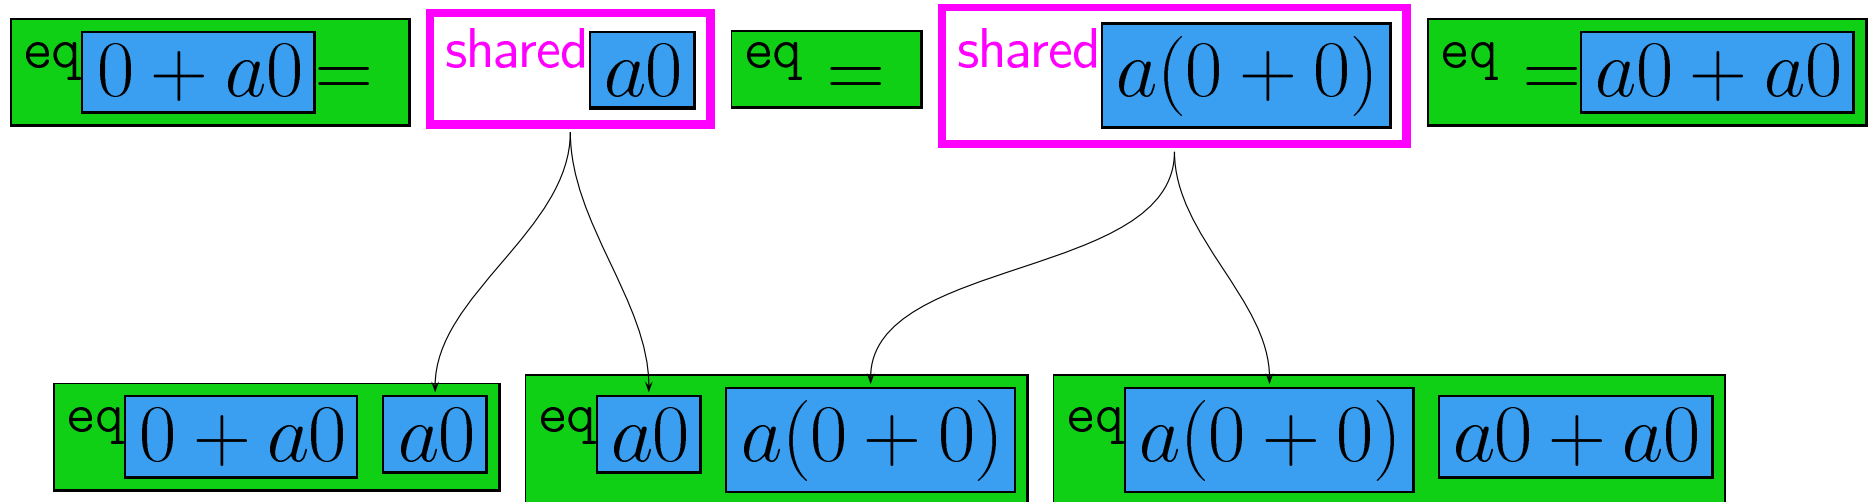 eq 0 + a0 = shared a0 eq = shared a(0 + 0) eq = a0 + a0
eq 0 + a0 a0 eq a0 a(0 + 0) eq a(0 + 0) a0 + a0